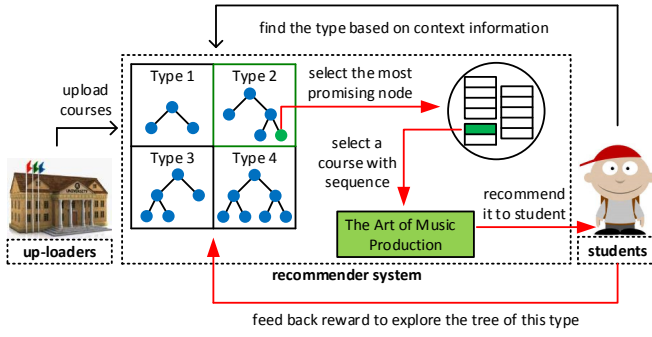 find the type based on context information
upload
courses
Type 1
Type 2
Type 3
Type 4
select the most
promising node
select a
course with
sequence
The Art of Music
Production
recommend
it to student
up-loaders
students
recommender system
feed back reward to explore the tree of this type